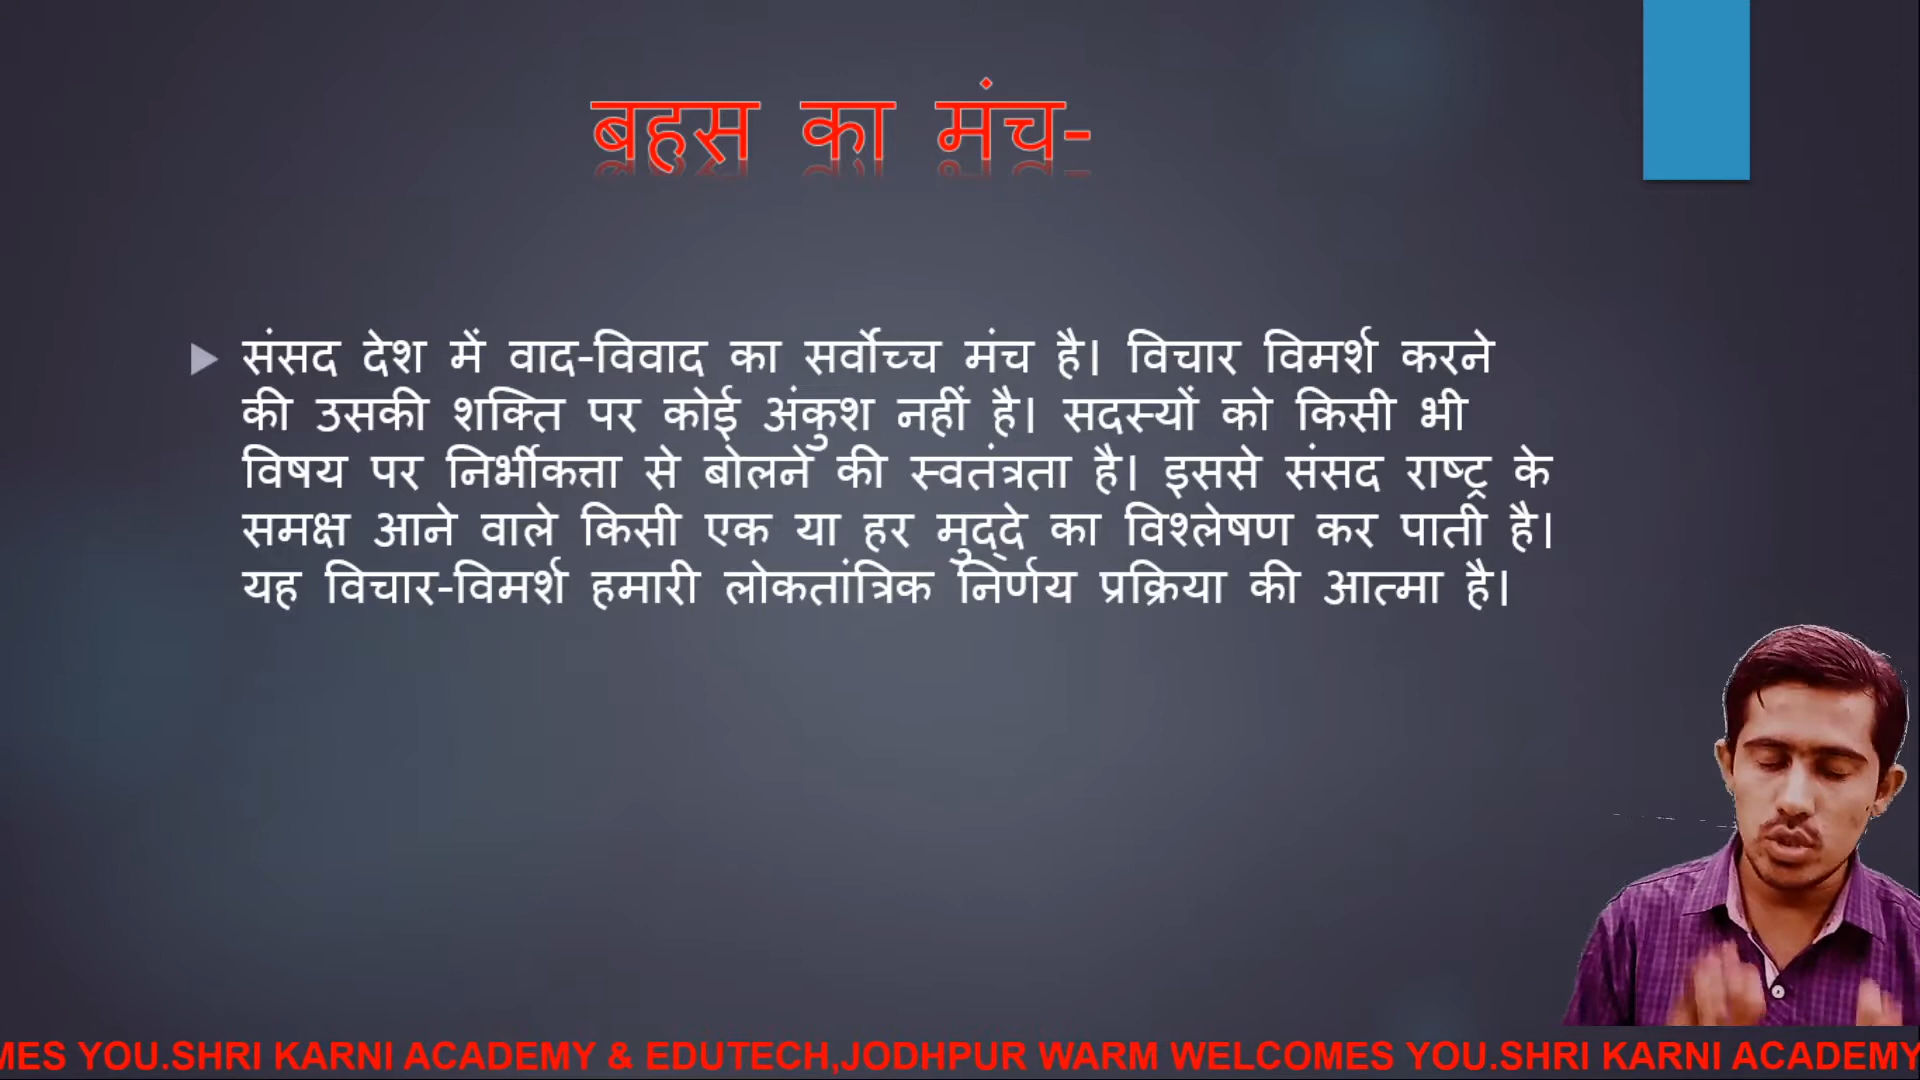 बहस का मंच-
संसद देश में वाद-विवाद का सर्वोच्च मंच है। विचार विमर्श करने
की उसकी शक्ति पर कोई अंकुश नहीं है। सदस्यों को किसी भी
विषय पर निर्भीकत्ता से बोलने की स्वतंत्रता है। इससे संसद राष्ट्र के
समक्ष आने वाले किसी एक या हर मुद्दे का विश्लेषण कर पाती है।
यह विचार-विमर्श हमारी लोकतांत्रिक निर्णय प्रक्रिया की आत्मा है।
MES YOU.SHRI KARNI ACADEMY & EDUTECH,JODHPUR WARM WELCOMES YOU.SHRI KARNI ACADEMY